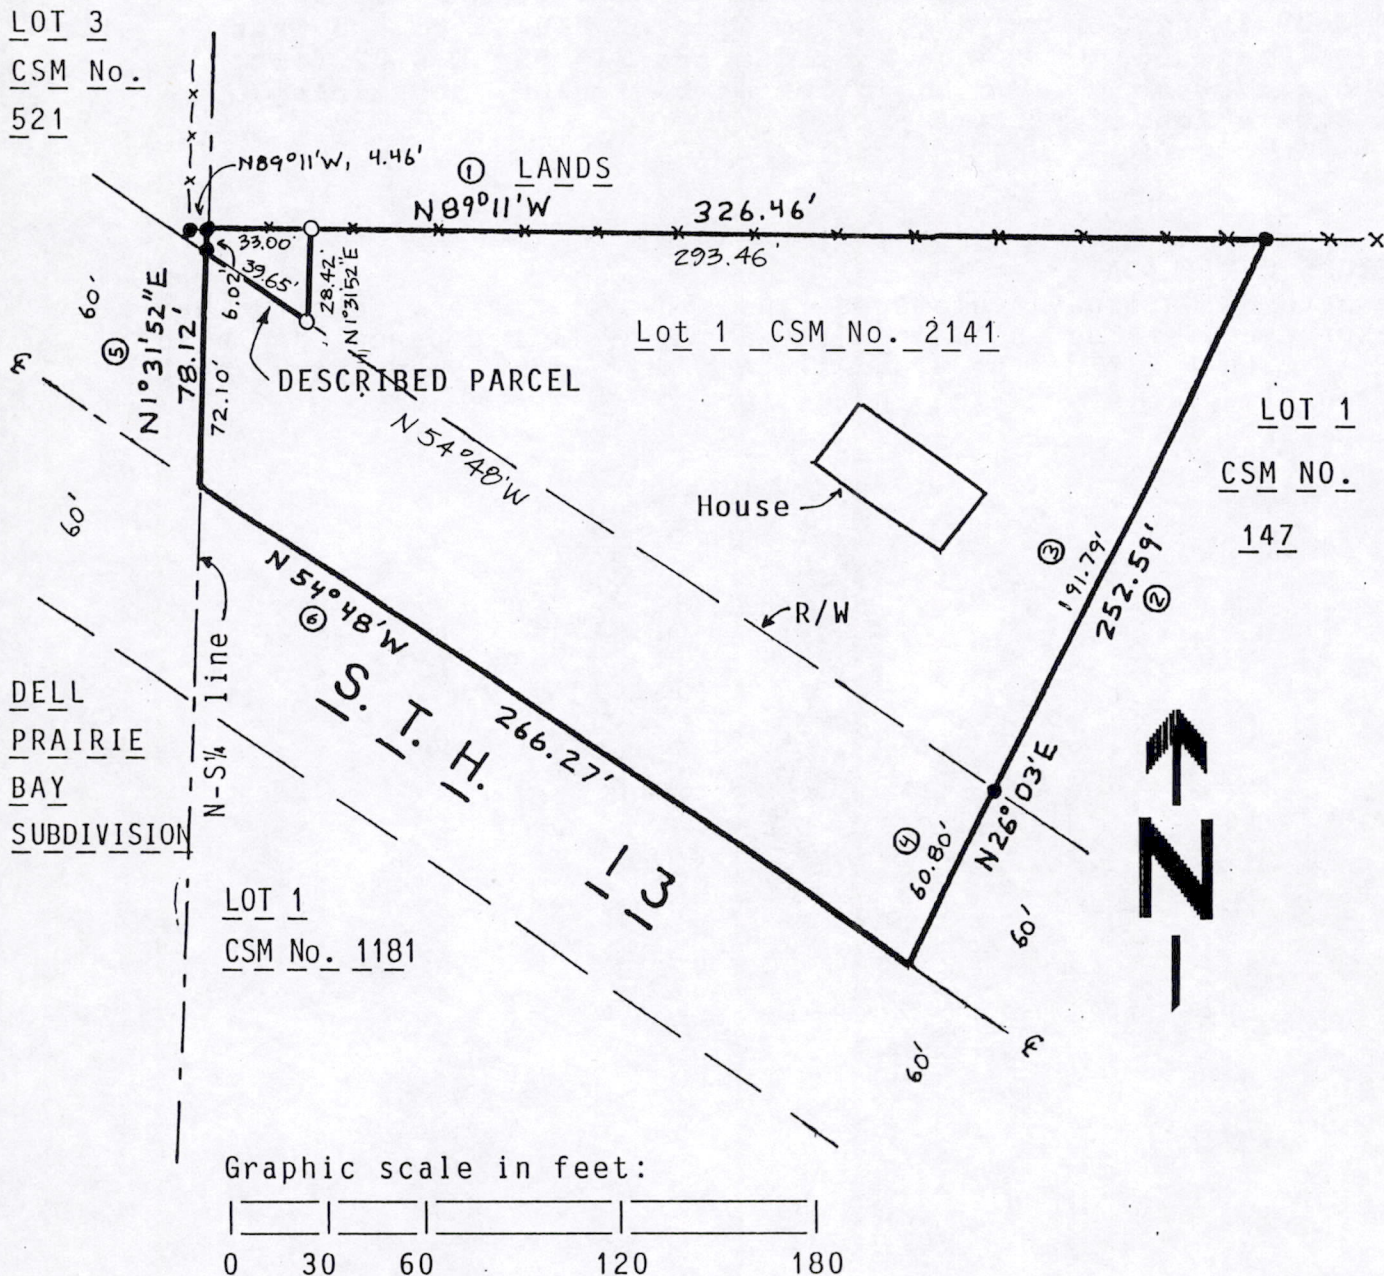 LOT 3
CSM No.
521
N89°11'W, 4.46'
① LANDS
N89°11'W
326.46'
33.00'
293.46'
39.65'
6.02'
28.42'
N1°31'52"E
60'
⑤
N1°31'52"E
78.12'
72.10'
DESCRIBED PARCEL
Lot 1 CSM No. 2141
N54°48'W
House
LOT 1
CSM NO.
147
③
191.79'
252.59'
②
60'
R/W
N54°48'W
⑥
S. T. H.
13
266.27'
N-S¼ line
DELL
PRAIRIE
BAY
SUBDIVISION
④
60.80'
N26°03'E
60'
60'
N
LOT 1
CSM No. 1181
Graphic scale in feet:
0 30 60 120 180